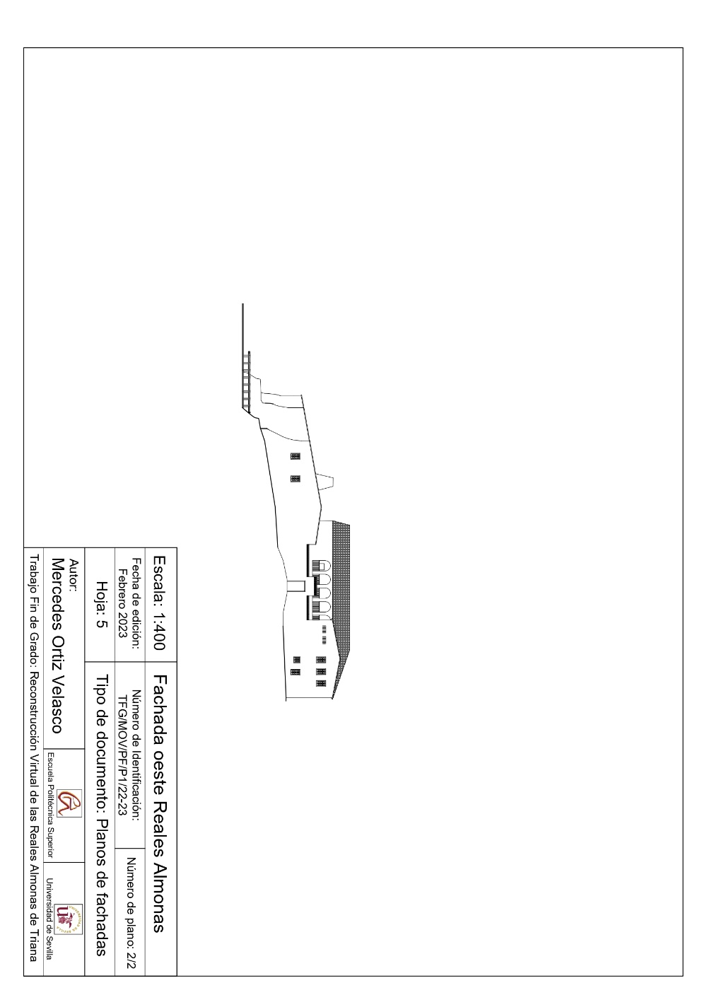 Escala: 1:400
Fachada oeste Reales Almonas
Fecha de edición:
Febrero 2023
Número de Identificación:
TFG/MOV/PF/P1/22-23
Número de plano: 2/2
Hoja: 5
Tipo de documento: Planos de fachadas
Autor:
Mercedes Ortiz Velasco
Escuela Politécnica Superior
Universidad de Sevilla
Trabajo Fin de Grado: Reconstrucción Virtual de las Reales Almonas de Triana